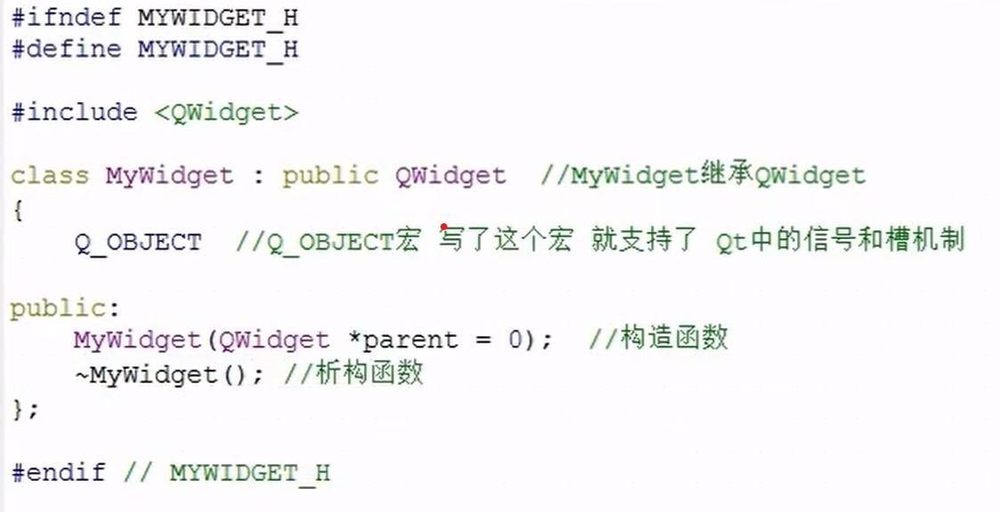 #ifndef MYWIDGET_H
#define MYWIDGET_H
#include <QWidget>
class MyWidget : public QWidget  //MyWidget继承QWidget
{
    Q_OBJECT  //Q_OBJECT宏 写了这个宏 就支持了 Qt中的信号和槽机制
public:
    MyWidget(QWidget *parent = 0);  //构造函数
    ~MyWidget(); //析构函数
};
#endif // MYWIDGET_H